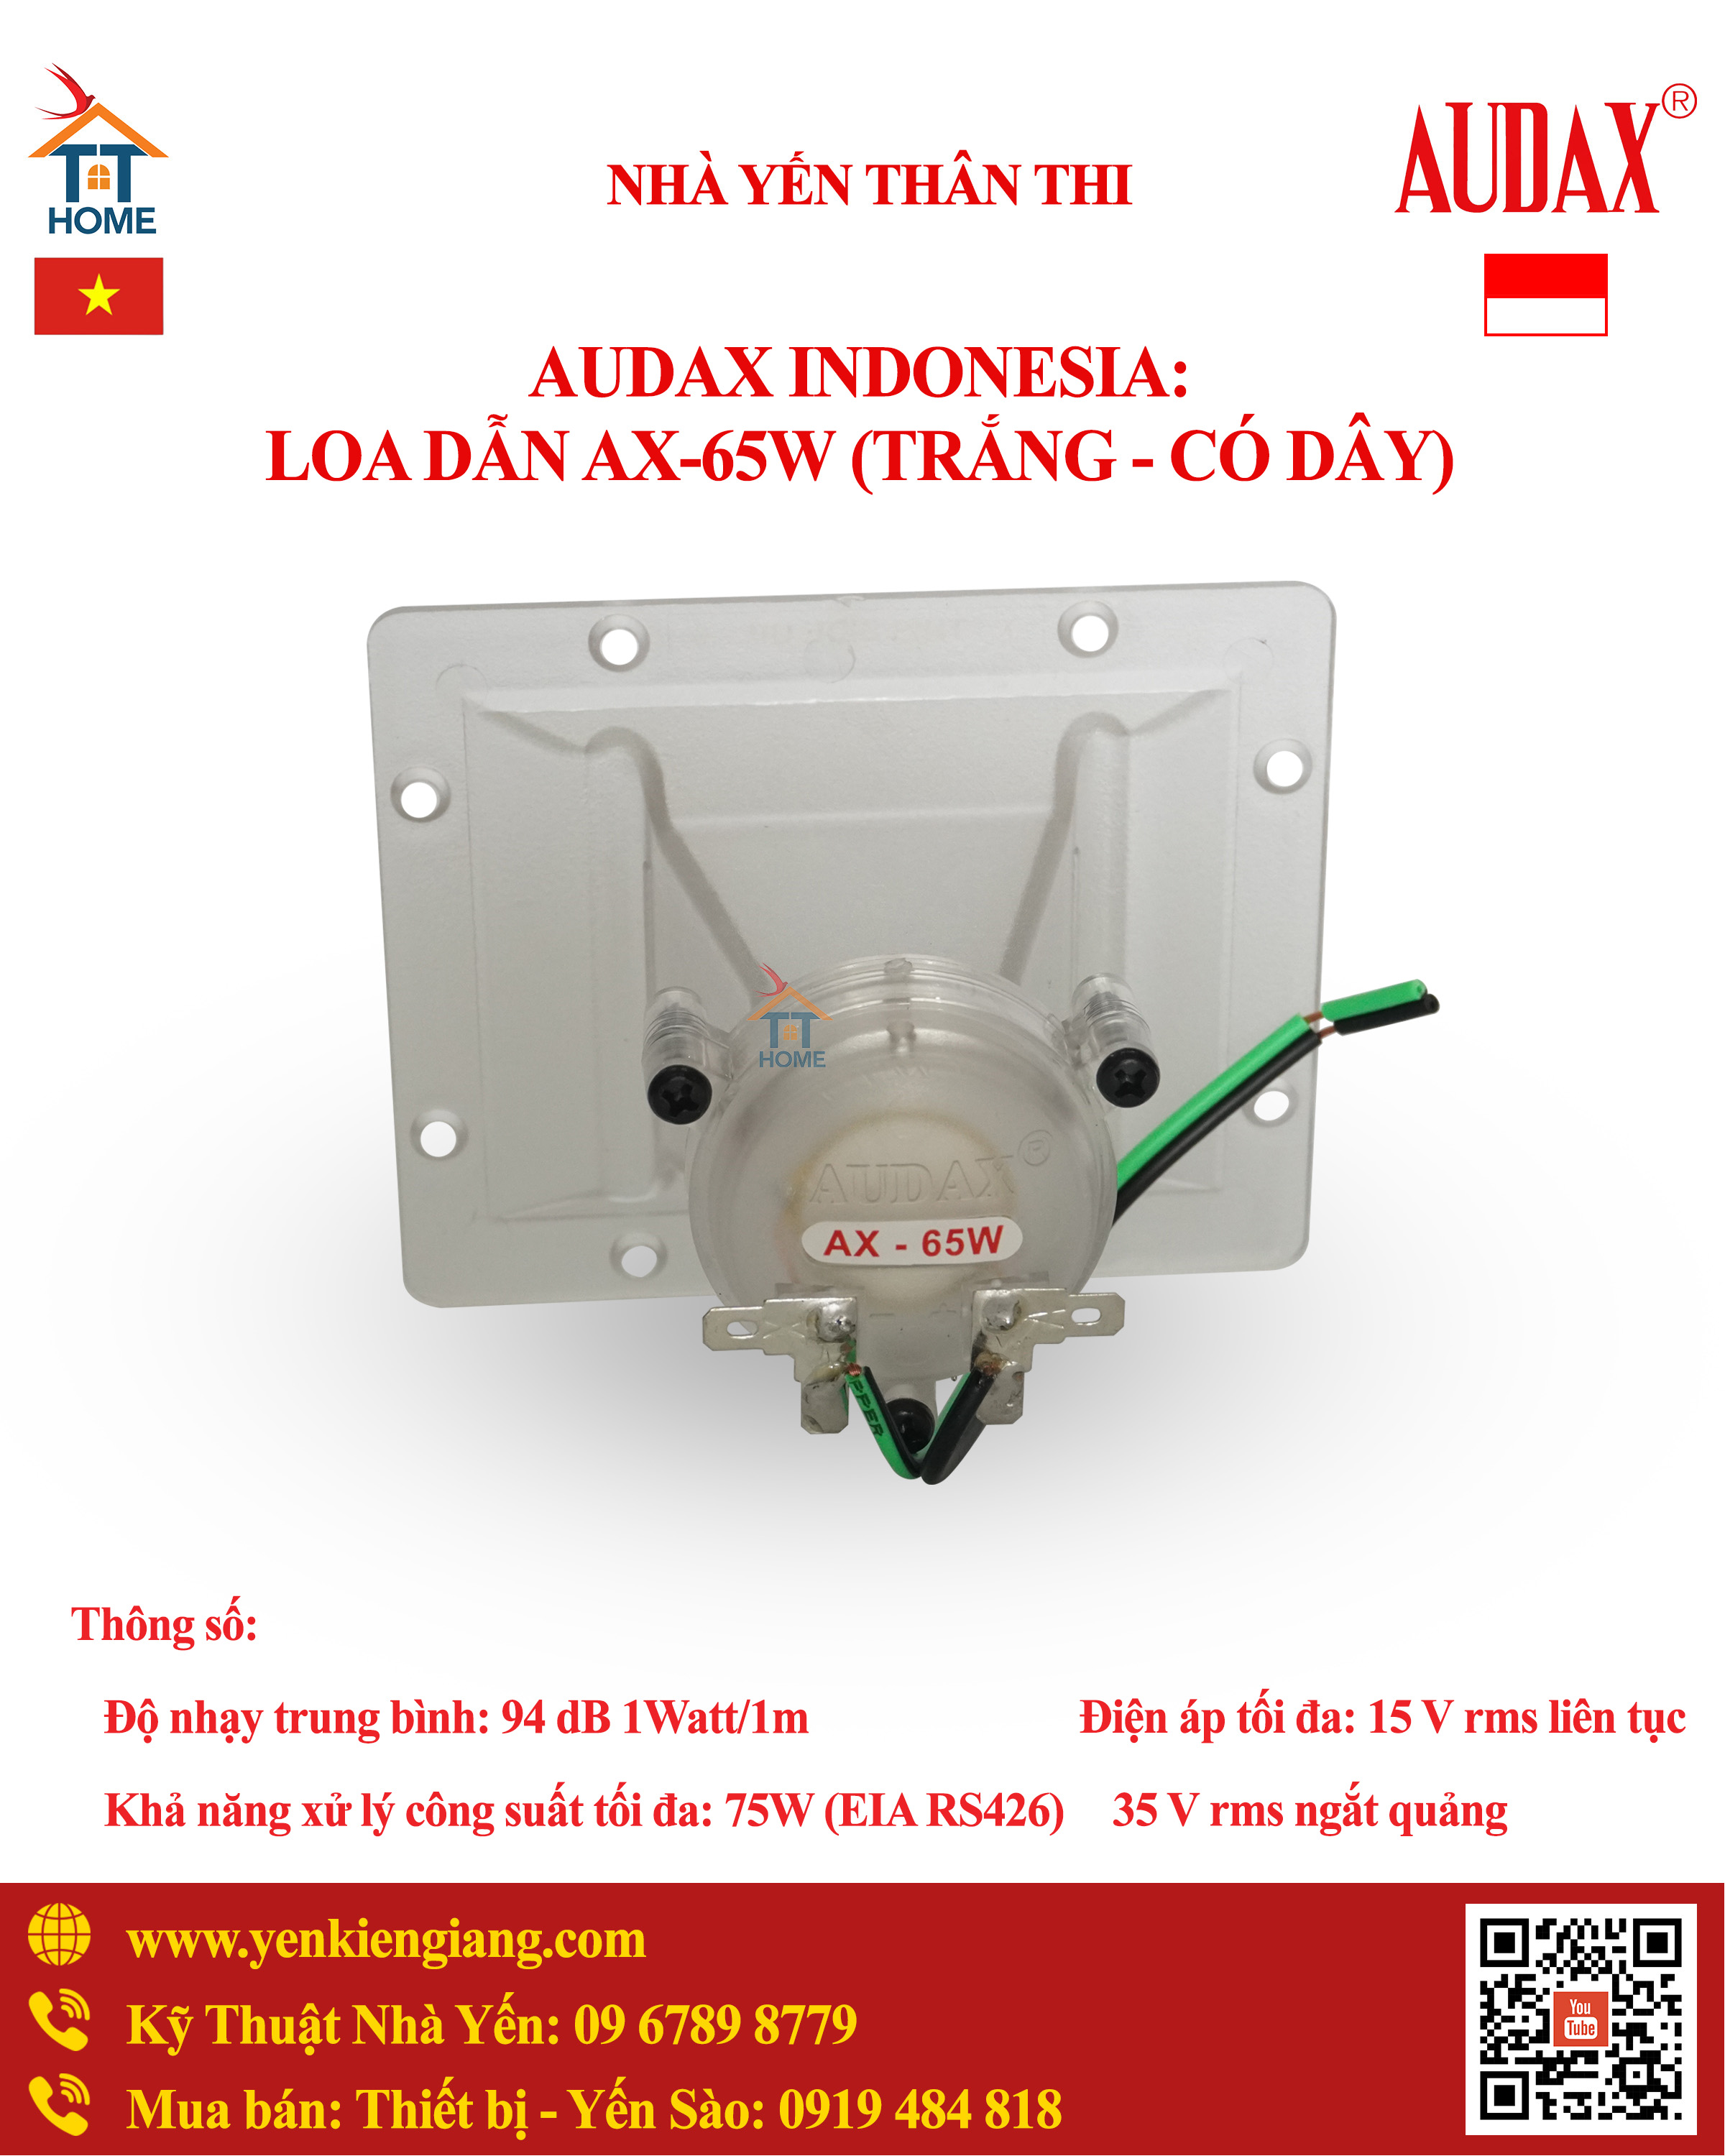 TT
HOME
NHÀ YẾN THÂN THI
AUDAX®
AUDAX INDONESIA:
LOA DẪN AX-65W (TRẮNG - CÓ DÂY)
TT
HOME
AUDAX®
AX - 65W
- +
PPER
Thông số:
Độ nhạy trung bình: 94 dB 1Watt/1m
Điện áp tối đa: 15 V rms liên tục
Khả năng xử lý công suất tối đa: 75W (EIA RS426)
35 V rms ngắt quảng
www.yenkiengiang.com
Kỹ Thuật Nhà Yến: 09 6789 8779
Mua bán: Thiết bị - Yến Sào: 0919 484 818
You
Tube